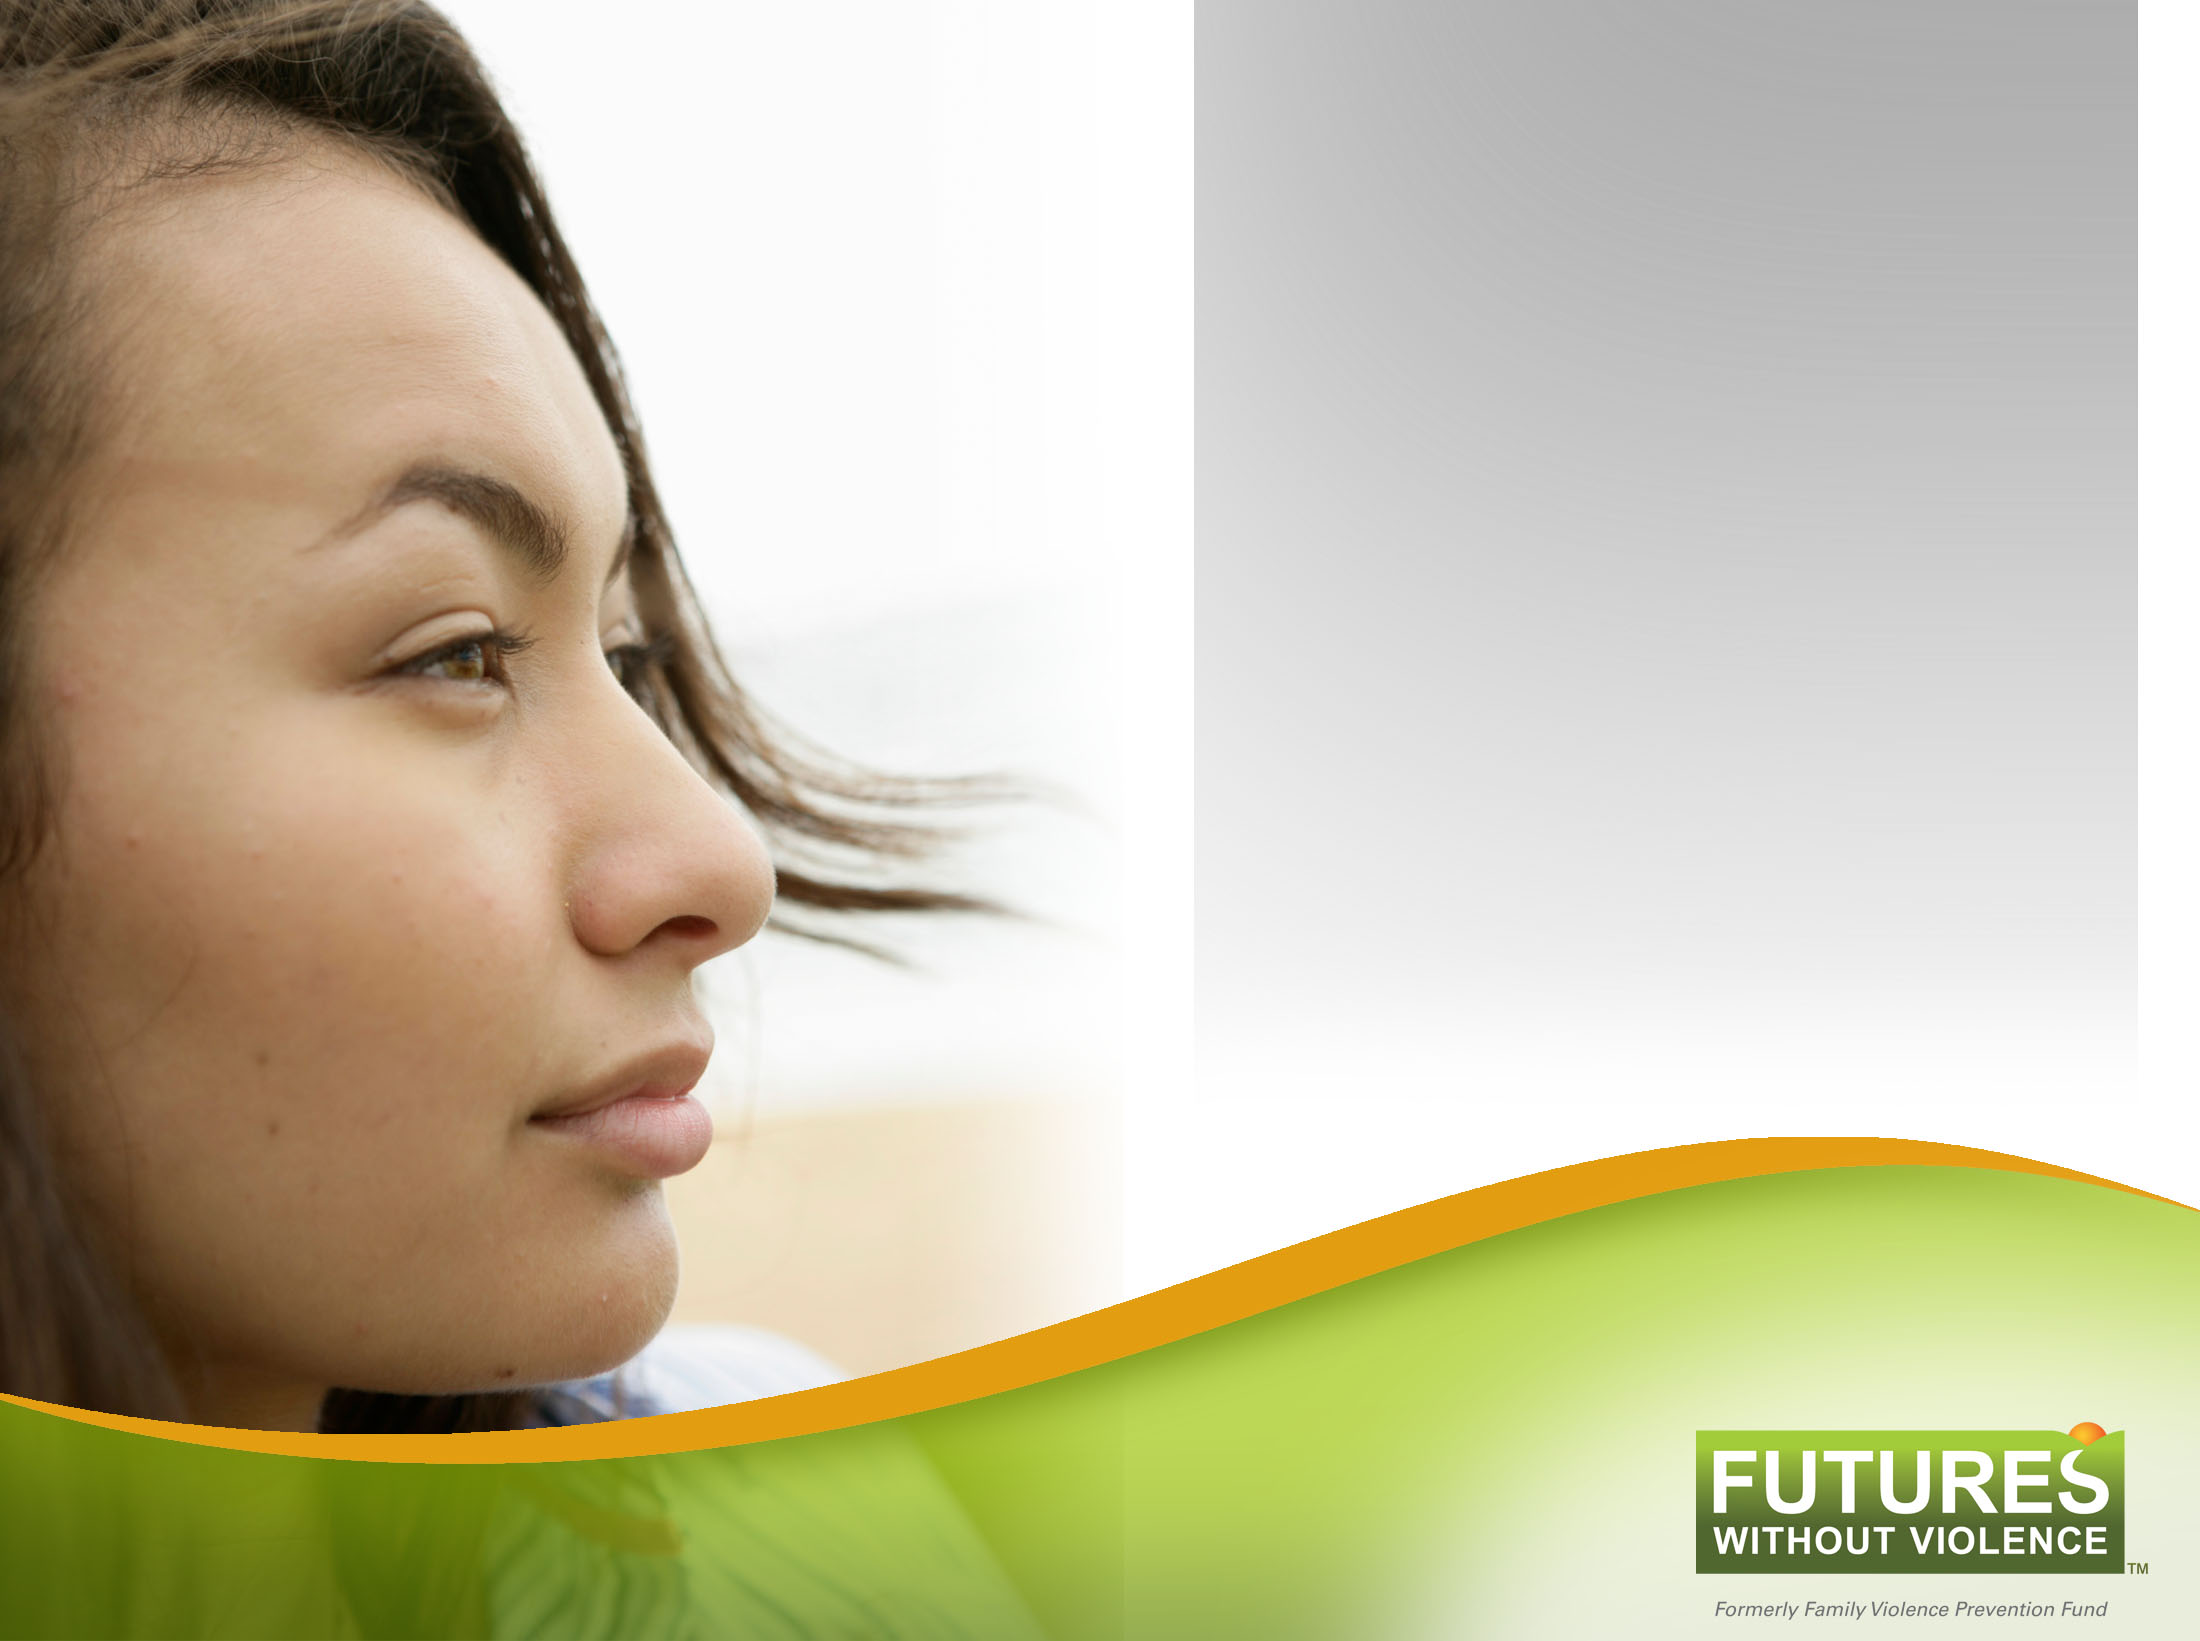 FUTURES
WITHOUT VIOLENCE
TM
Formerly Family Violence Prevention Fund